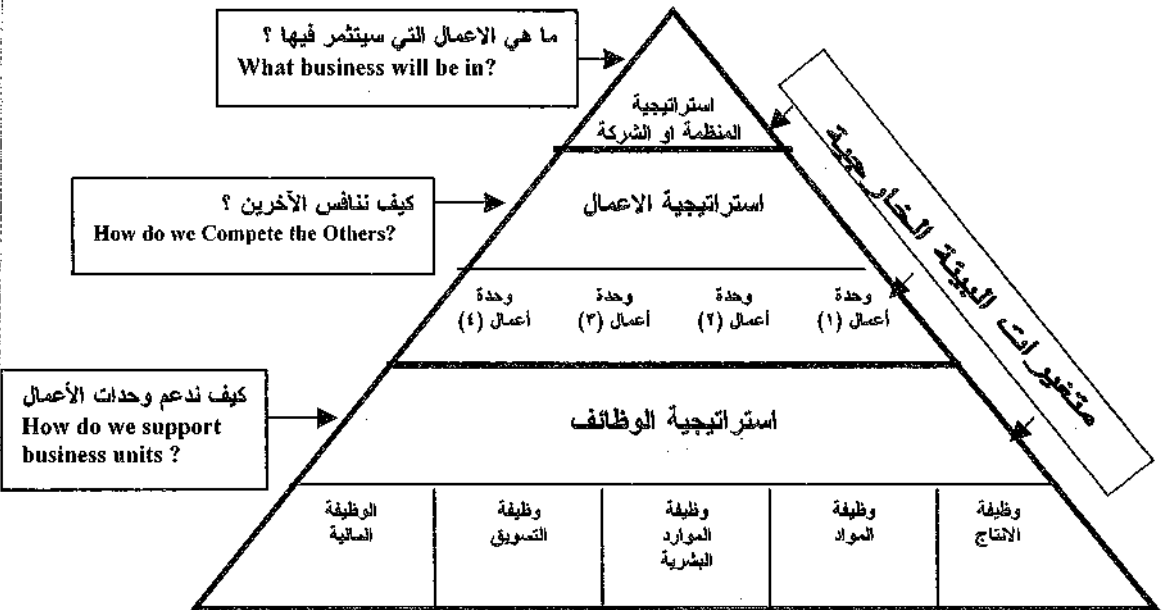 ما هي الاعمال التي سيتثمر فيها ؟
What business will be in?
استراتيجية
المنظمة او الشركة
متغيرات البيئة الخارجية
كيف ننافس الآخرين ؟
How do we Compete the Others?
استراتيجية الاعمال
وحدة
أعمال (١)
وحدة
أعمال (٢)
وحدة
أعمال (٣)
وحدة
أعمال (٤)
كيف ندعم وحدات الأعمال
How do we support
business units ?
استراتيجية الوظائف
وظيفة
الانتاج
وظيفة
المواد
وظيفة
الموارد
البشرية
وظيفة
التسويق
الوظيفة
المالية